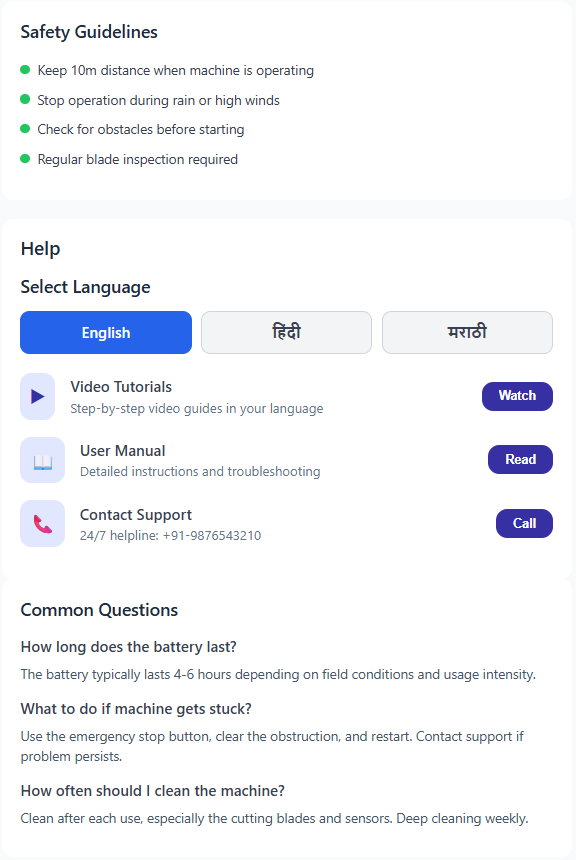 Safety Guidelines
Keep 10m distance when machine is operating
Stop operation during rain or high winds
Check for obstacles before starting
Regular blade inspection required
Help
Select Language
English
हिंदी
मराठी
Video Tutorials
Step-by-step video guides in your language
Watch
User Manual
Detailed instructions and troubleshooting
Read
Contact Support
24/7 helpline: +91-9876543210
Call
Common Questions
How long does the battery last?
The battery typically lasts 4-6 hours depending on field conditions and usage intensity.
What to do if machine gets stuck?
Use the emergency stop button, clear the obstruction, and restart. Contact support if
problem persists.
How often should I clean the machine?
Clean after each use, especially the cutting blades and sensors. Deep cleaning weekly.